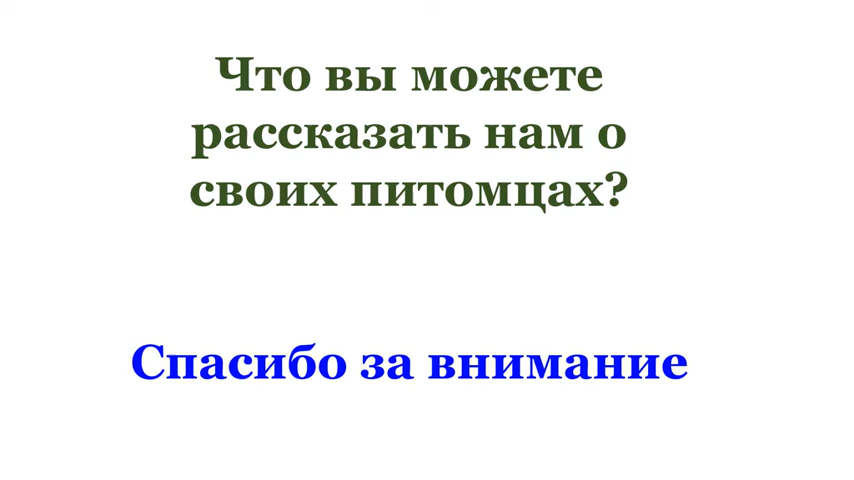 Что вы можете
рассказать нам о
своих питомцах?
Спасибо за внимание